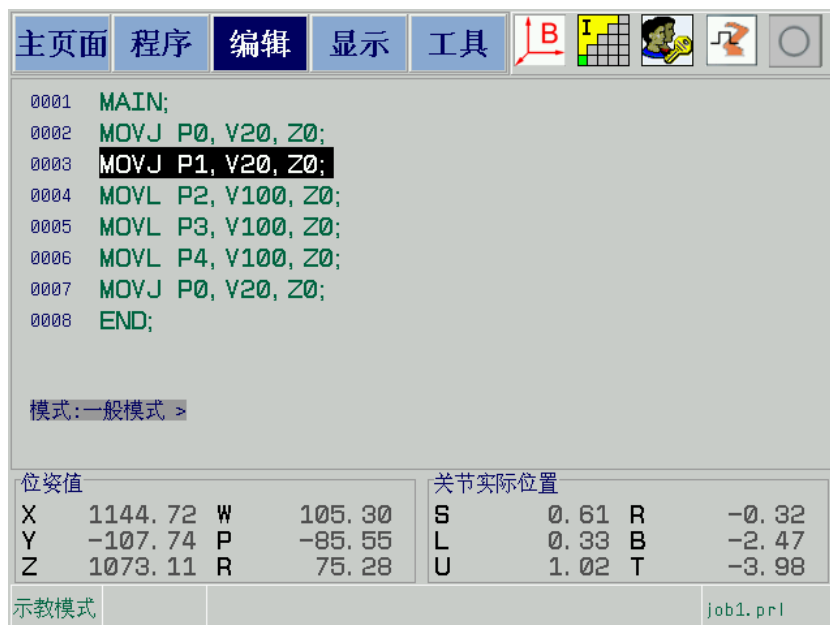 主页面 程序 编辑 显示 工具 B I
0001 MAIN;
0002 MOVJ P0, V20, Z0;
0003 MOVJ P1, V20, Z0;
0004 MOVL P2, V100, Z0;
0005 MOVL P3, V100, Z0;
0006 MOVL P4, V100, Z0;
0007 MOVJ P0, V20, Z0;
0008 END;
模式:一般模式 >
位姿值 关节实际位置
X 1144.72 W 105.30 S 0.61 R -0.32
Y -107.74 P -85.55 L 0.33 B -2.47
Z 1073.11 R 75.28 U 1.02 T -3.98
示教模式 job1.prl